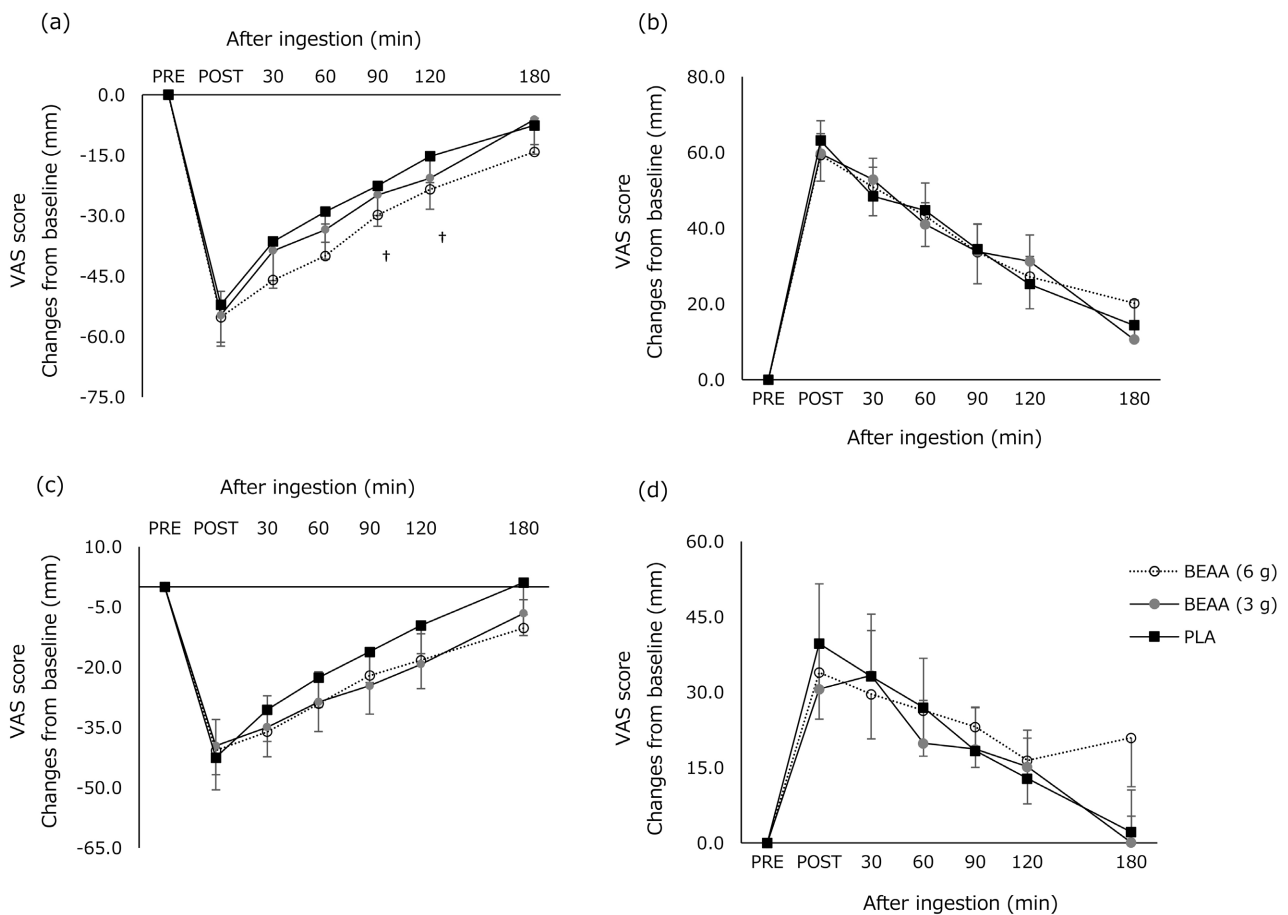 (a)
After ingestion (min)
PRE POST 30 60 90 120 180
0.0
-15.0
-30.0
-45.0
-60.0
-75.0
VAS score
Changes from baseline (mm)
†
†
(b)
80.0
60.0
40.0
20.0
0.0
VAS score
Changes from baseline (mm)
PRE POST 30 60 90 120 180
After ingestion (min)
(c)
After ingestion (min)
PRE POST 30 60 90 120 180
10.0
-5.0
-20.0
-35.0
-50.0
-65.0
VAS score
Changes from baseline (mm)
(d)
60.0
45.0
30.0
15.0
0.0
VAS score
Changes from baseline (mm)
PRE POST 30 60 90 120 180
After ingestion (min)
BEAA (6 g)
BEAA (3 g)
PLA